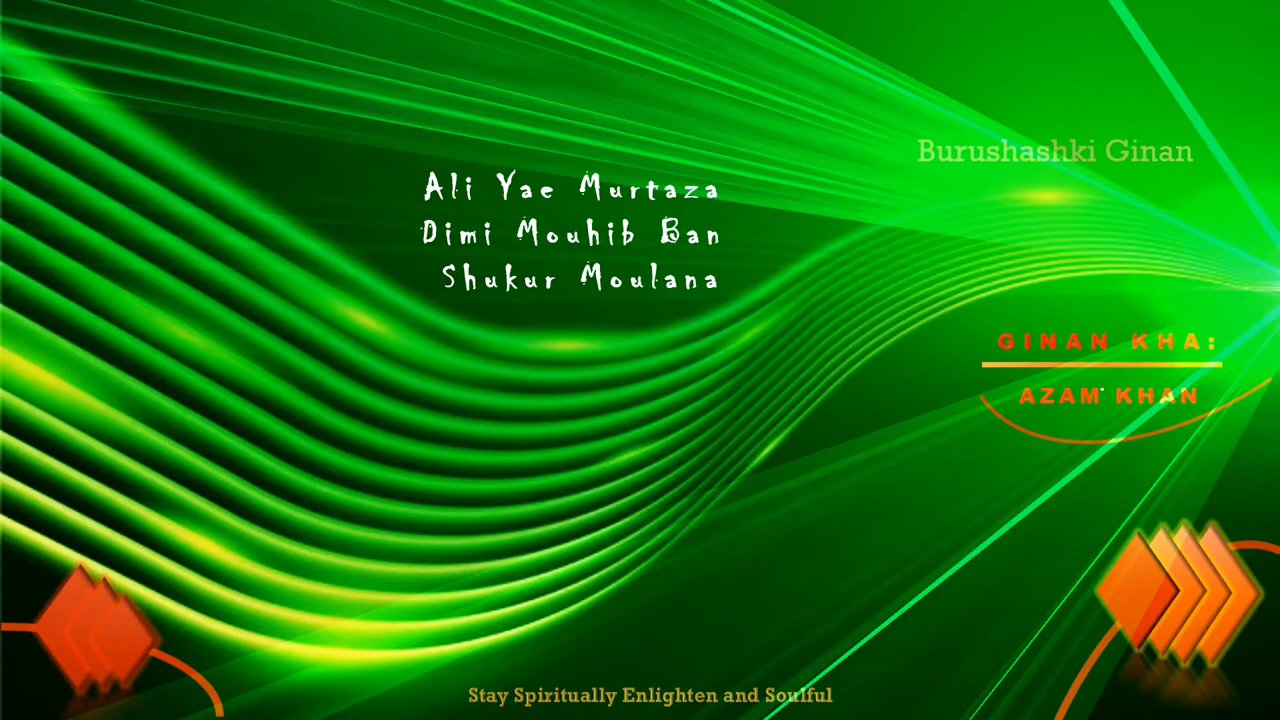 Burushashki Ginan
Ali Yae Murtaza
Dimi Mouhib Ban
Shukur Moulana
GINAN KHA:
AZAM KHAN
Stay Spiritually Enlighten and Soulful